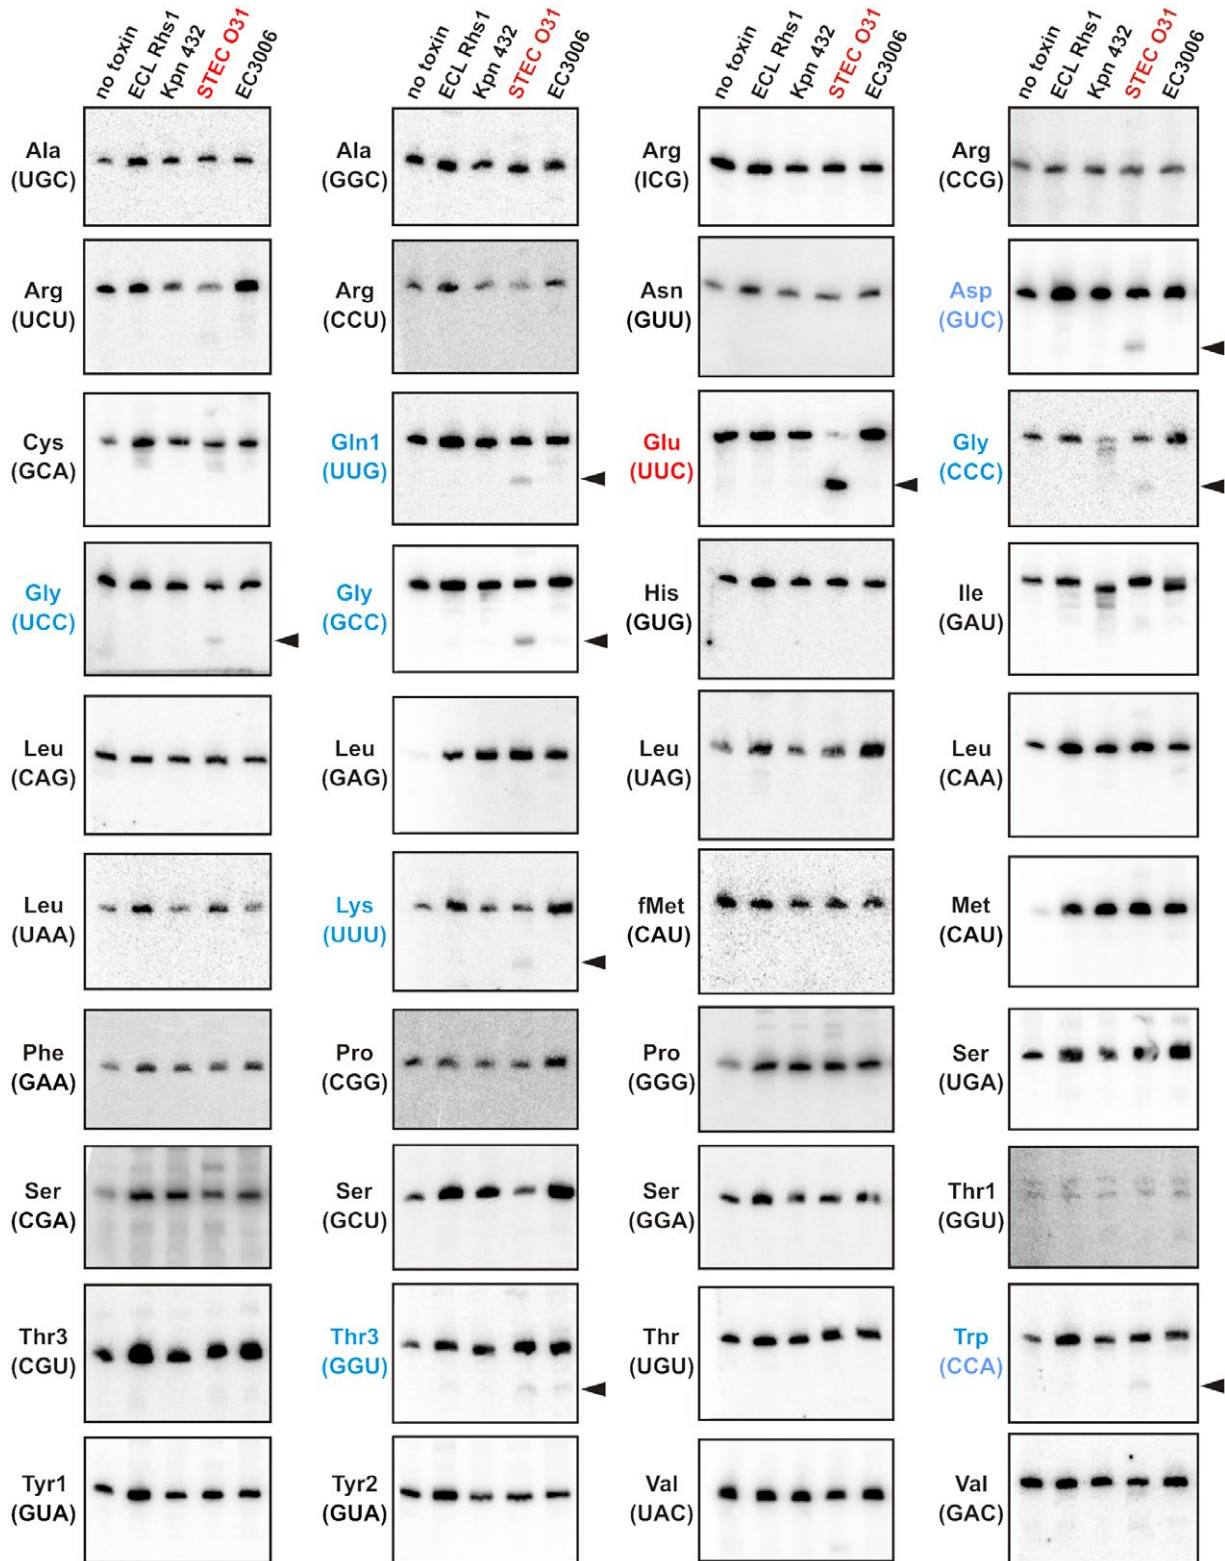 no toxin ECL Rhs1 Kpn 432 STEC O31 EC3006 no toxin ECL Rhs1 Kpn 432 STEC O31 EC3006 no toxin ECL Rhs1 Kpn 432 STEC O31 EC3006 no toxin ECL Rhs1 Kpn 432 STEC O31 EC3006
Ala Ala Arg Arg
(UGC) (GGC) (ICG) (CCG)
Arg Arg Asn Asp
(UCU) (CCU) (GUU) (GUC)
Cys Gln1 Glu Gly
(GCA) (UUG) (UUC) (CCC)
Gly Gly His Ile
(UCC) (GCC) (GUG) (GAU)
Leu Leu Leu Leu
(CAG) (GAG) (UAG) (CAA)
Leu Lys fMet Met
(UAA) (UUU) (CAU) (CAU)
Phe Pro Pro Ser
(GAA) (CGG) (GGG) (UGA)
Ser Ser Ser Thr1
(CGA) (GCU) (GGA) (GGU)
Thr3 Thr3 Thr Trp
(CGU) (GGU) (UGU) (CCA)
Tyr1 Tyr2 Val Val
(GUA) (GUA) (UAC) (GAC)